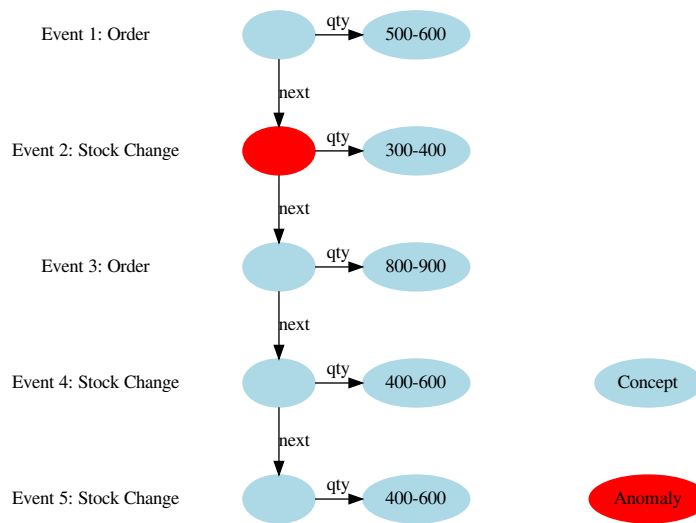 Event 1: Order
qty
500-600
next
Event 2: Stock Change
qty
300-400
next
Event 3: Order
qty
800-900
next
Event 4: Stock Change
qty
400-600
Concept
next
Event 5: Stock Change
qty
400-600
Anomaly